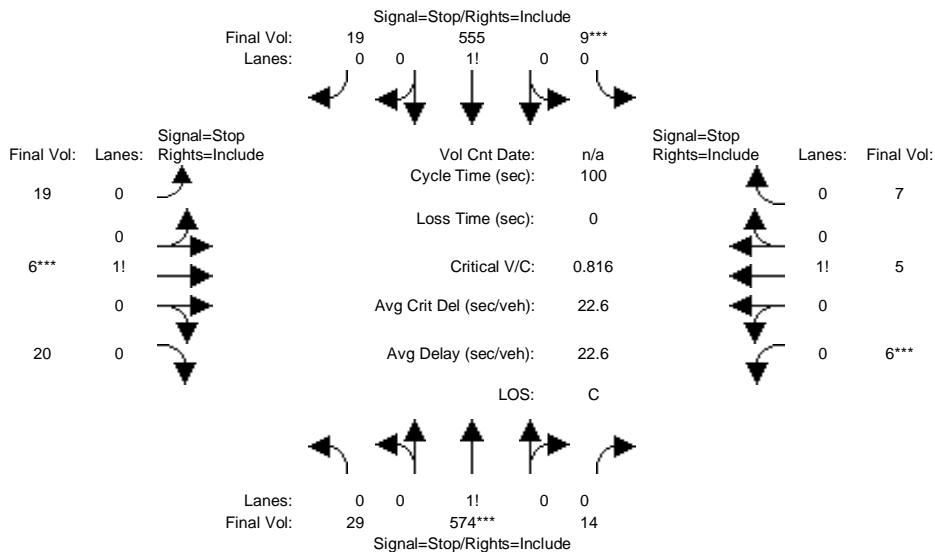 Signal=Stop/Rights=Include
Final Vol: 19 555 9***
Lanes: 0 0 1! 0 0
Signal=Stop
Final Vol: Lanes: Rights=Include
Vol Cnt Date: n/a
Signal=Stop
Rights=Include Lanes: Final Vol:
Cycle Time (sec): 100
19 0
0 7
Loss Time (sec): 0
0
0
6*** 1!
Critical V/C: 0.816
1! 5
0
Avg Crit Del (sec/veh): 22.6
0
20 0
Avg Delay (sec/veh): 22.6
0 6***
LOS: C
Lanes: 0 0 1! 0 0
Final Vol: 29 574*** 14
Signal=Stop/Rights=Include